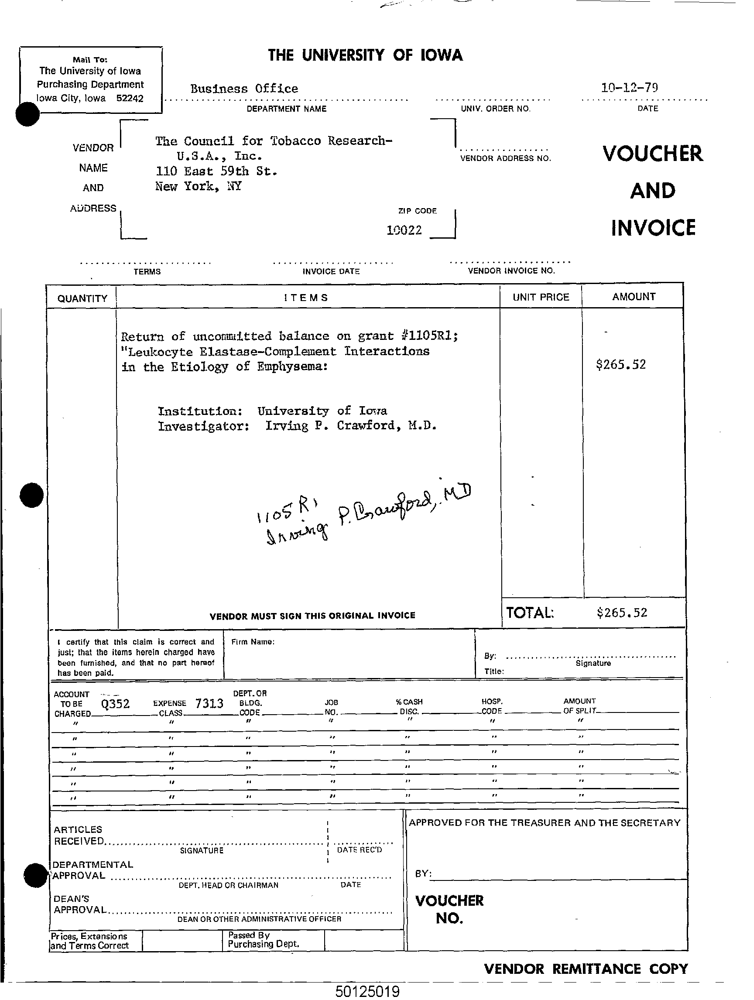 THE UNIVERSITY OF IOWA
Mail To:
The University of Iowa
Purchasing Department
Iowa City, Iowa 52242
Business Office
DEPARTMENT NAME
UNIV. ORDER NO.
10-12-79
DATE
VENDOR
NAME
AND
ADDRESS
The Council for Tobacco Research-
U.S.A., Inc.
110 East 59th St.
New York, NY
ZIP CODE
10022
VENDOR ADDRESS NO.
VOUCHER
AND
INVOICE
TERMS
INVOICE DATE
VENDOR INVOICE NO.
QUANTITY
ITEMS
UNIT PRICE
AMOUNT
Return of uncommitted balance on grant #1105R1;
"Leukocyte Elastase-Complement Interactions
in the Etiology of Emphysema:
$265.52
Institution: University of Iowa
Investigator: Irving P. Crawford, M.D.
1105 R1
Irving P. Crawford, MD
VENDOR MUST SIGN THIS ORIGINAL INVOICE
TOTAL:
$265.52
I certify that this claim is correct and
just; that the items herein charged have
been furnished, and that no part hereof
has been paid.
Firm Name:
By:
Signature
Title:
ACCOUNT
TO BE
CHARGED
Q352
EXPENSE
CLASS
7313
DEPT. OR
BLDG.
CODE
JOB
NO.
% CASH
DISC.
HOSP.
CODE
AMOUNT
OF SPLIT
" " " " " " "
" " " " " " "
" " " " " " "
" " " " " " "
" " " " " " "
" " " " " " "
ARTICLES
RECEIVED
SIGNATURE
DATE REC'D
DEPARTMENTAL
APPROVAL
DEPT. HEAD OR CHAIRMAN
DATE
DEAN'S
APPROVAL
DEAN OR OTHER ADMINISTRATIVE OFFICER
Prices, Extensions
and Terms Correct
Passed By
Purchasing Dept.
APPROVED FOR THE TREASURER AND THE SECRETARY
BY:
VOUCHER
NO.
VENDOR REMITTANCE COPY
50125019